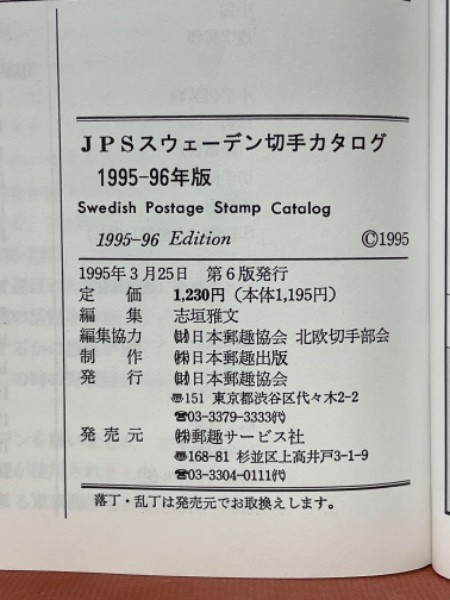 JPSスウェーデン切手カタログ
1995-96年版
Swedish Postage Stamp Catalog
1995-96 Edition ©1995
1995年3月25日 第6版発行
定価 1,230円(本体1,195円)
編集 志垣雅文
編集協力 ㈶日本郵趣協会 北欧切手部会
制作 ㈱日本郵趣出版
発行 ㈶日本郵趣協会
〠151 東京都渋谷区代々木2-2
☎03-3379-3333㈹
発売元 ㈱郵趣サービス社
〠168-81 杉並区上高井戸3-1-9
☎03-3304-0111㈹
落丁・乱丁は発売元でお取換えします。